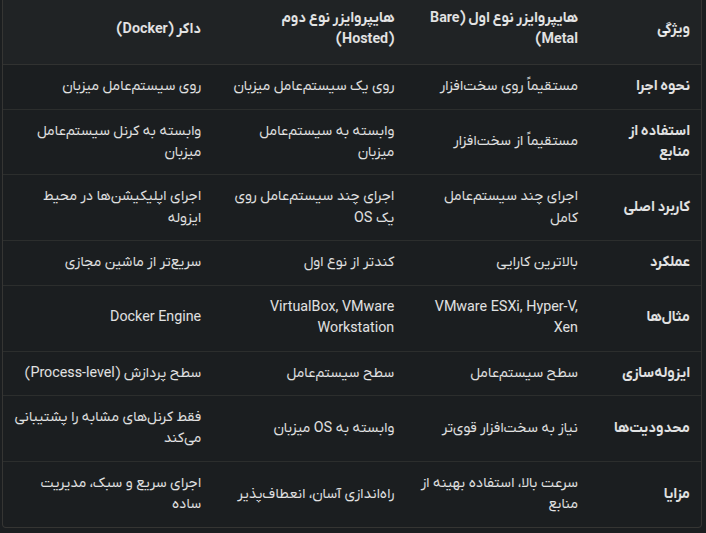 ویژگی
هایپروایزر نوع اول (Bare
Metal)
هایپروایزر نوع دوم
(Hosted)
داکر (Docker)
نحوه اجرا
مستقیماً روی سخت‌افزار
روی یک سیستم‌عامل میزبان
روی سیستم‌عامل میزبان
استفاده از
منابع
مستقیماً از سخت‌افزار
وابسته به سیستم‌عامل
میزبان
وابسته به کرنل سیستم‌عامل
میزبان
کاربرد اصلی
اجرای چند سیستم‌عامل
کامل
اجرای چند سیستم‌عامل روی
یک OS
اجرای اپلیکیشن‌ها در محیط
ایزوله
عملکرد
بالاترین کارایی
کندتر از نوع اول
سریع‌تر از ماشین مجازی
مثال‌ها
VMware ESXi, Hyper-V,
Xen
VirtualBox, VMware
Workstation
Docker Engine
ایزوله‌سازی
سطح سیستم‌عامل
سطح سیستم‌عامل
سطح پردازش (Process-level)
محدودیت‌ها
نیاز به سخت‌افزار قوی‌تر
وابسته به OS میزبان
فقط کرنل‌های مشابه را پشتیبانی
می‌کند
مزایا
سرعت بالا، استفاده بهینه از
منابع
راه‌اندازی آسان، انعطاف‌پذیر
اجرای سریع و سبک، مدیریت
ساده